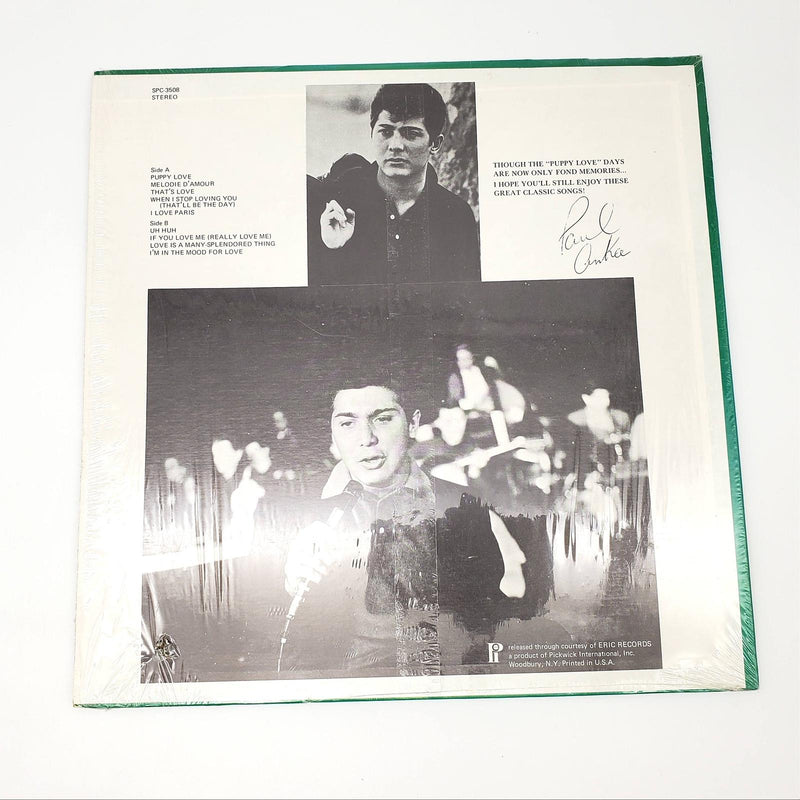 SPC-3508
STEREO
Side A
PUPPY LOVE
MELODIE D'AMOUR
THAT'S LOVE
WHEN I STOP LOVING YOU
(THAT'LL BE THE DAY)
I LOVE PARIS
Side B
UH HUH
IF YOU LOVE ME (REALLY LOVE ME)
LOVE IS A MANY-SPLENDORED THING
I'M IN THE MOOD FOR LOVE
THOUGH THE "PUPPY LOVE" DAYS
ARE NOW ONLY FOND MEMORIES...
I HOPE YOU'LL STILL ENJOY THESE
GREAT CLASSIC SONGS!
Paul
Anka
released through courtesy of ERIC RECORDS
a product of Pickwick International, Inc.
Woodbury, N.Y. Printed in U.S.A.